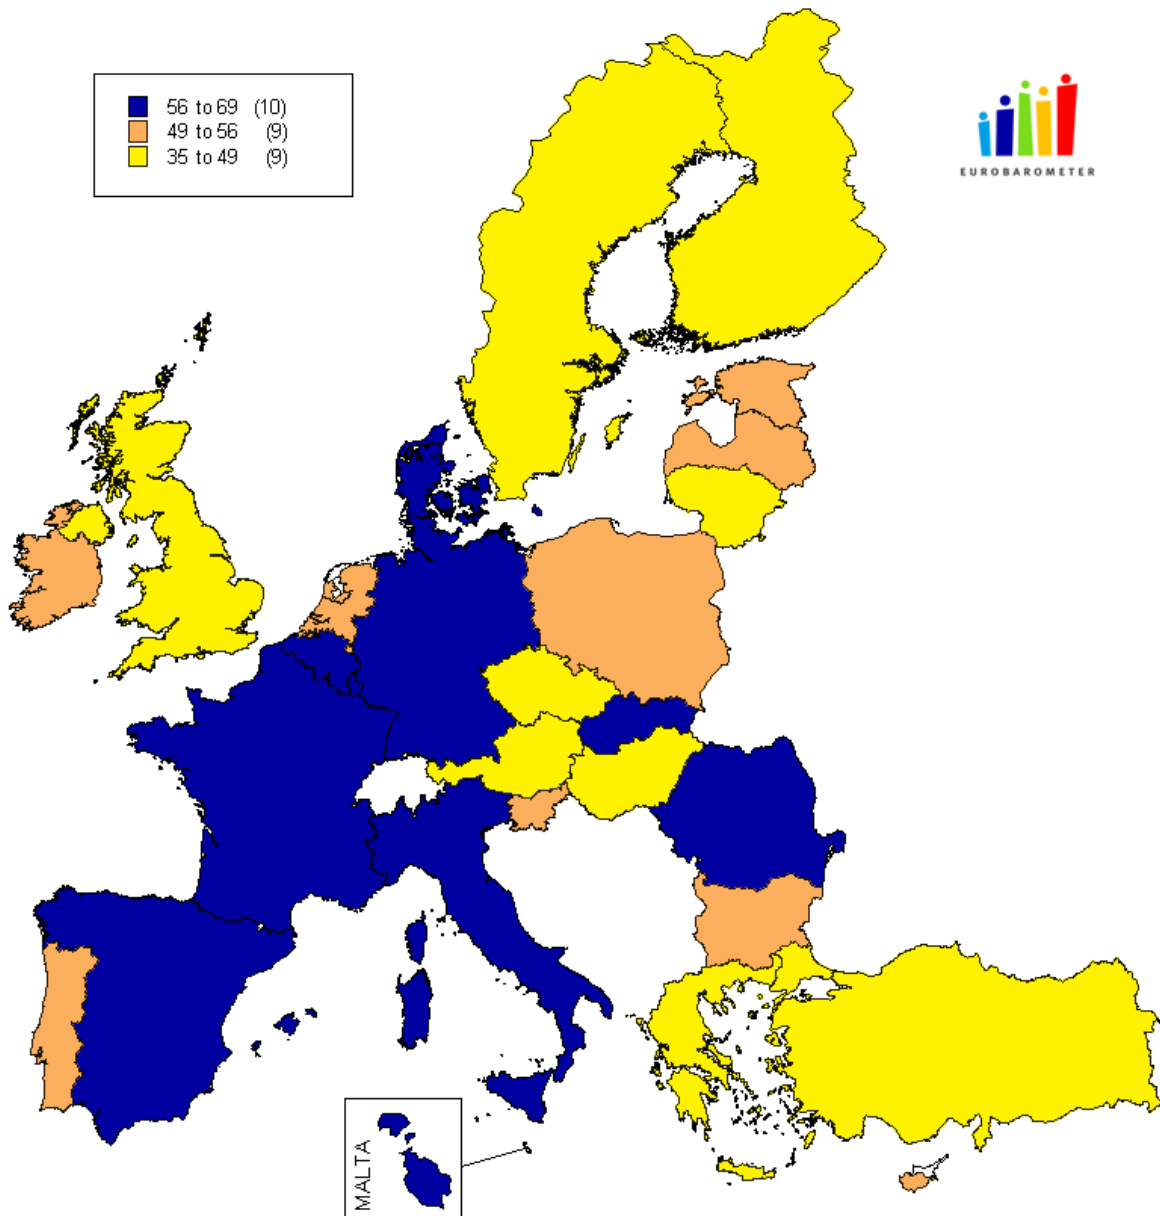 56 to 69 (10)
49 to 56 (9)
35 to 49 (9)
EUROBAROMETER
MALTA